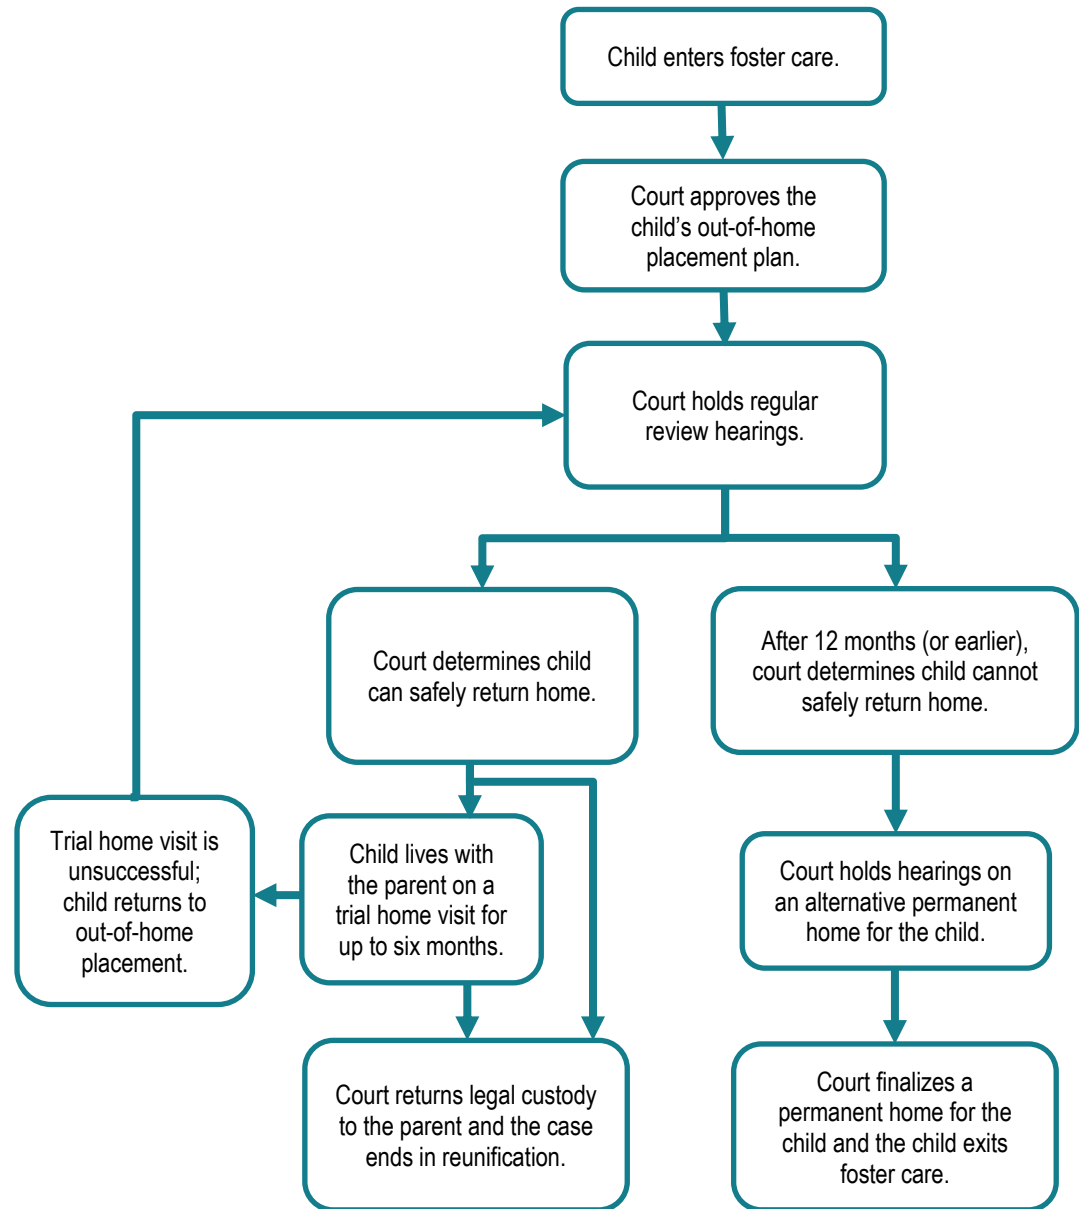 Child enters foster care.
Court approves the
child’s out-of-home
placement plan.
Court holds regular
review hearings.
Court determines child
can safely return home.
After 12 months (or earlier),
court determines child cannot
safely return home.
Trial home visit is
unsuccessful;
child returns to
out-of-home
placement.
Child lives with
the parent on a
trial home visit for
up to six months.
Court holds hearings on
an alternative permanent
home for the child.
Court returns legal custody
to the parent and the case
ends in reunification.
Court finalizes a
permanent home for the
child and the child exits
foster care.